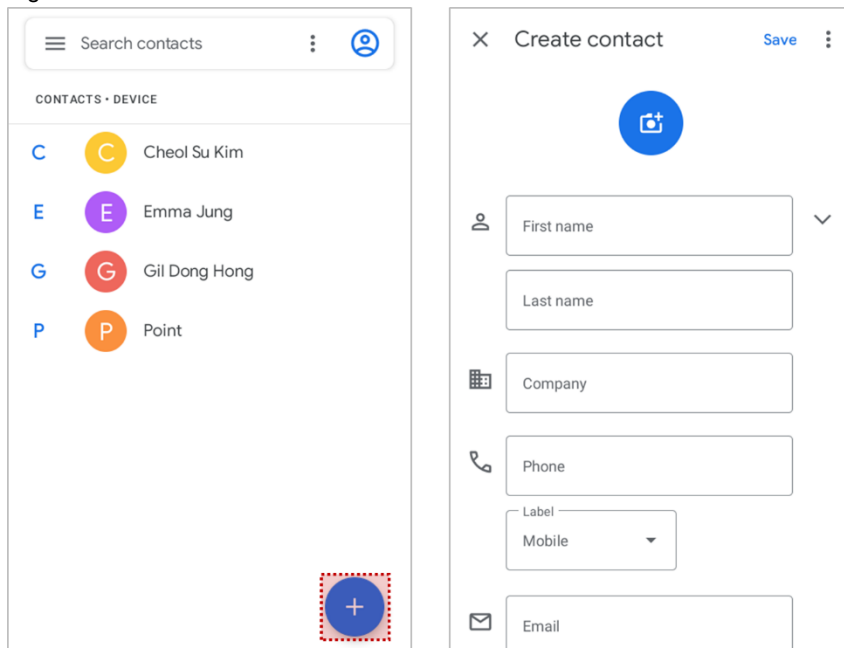 Search contacts
CONTACTS • DEVICE
C C Cheol Su Kim
E E Emma Jung
G G Gil Dong Hong
P P Point
Create contact Save
First name
Last name
Company
Phone
Label
Mobile
Email